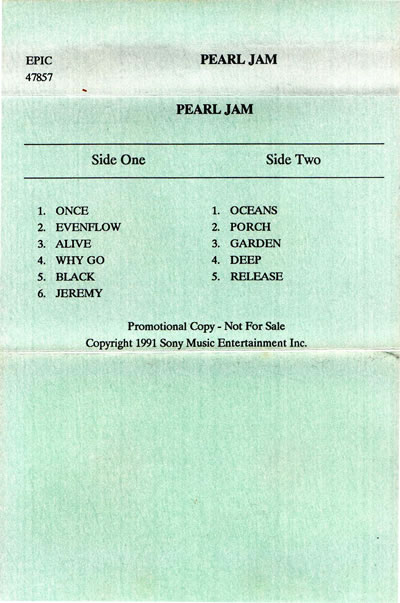 EPIC PEARL JAM
47857
PEARL JAM
Side One Side Two
1. ONCE 1. OCEANS
2. EVENFLOW 2. PORCH
3. ALIVE 3. GARDEN
4. WHY GO 4. DEEP
5. BLACK 5. RELEASE
6. JEREMY
Promotional Copy - Not For Sale
Copyright 1991 Sony Music Entertainment Inc.